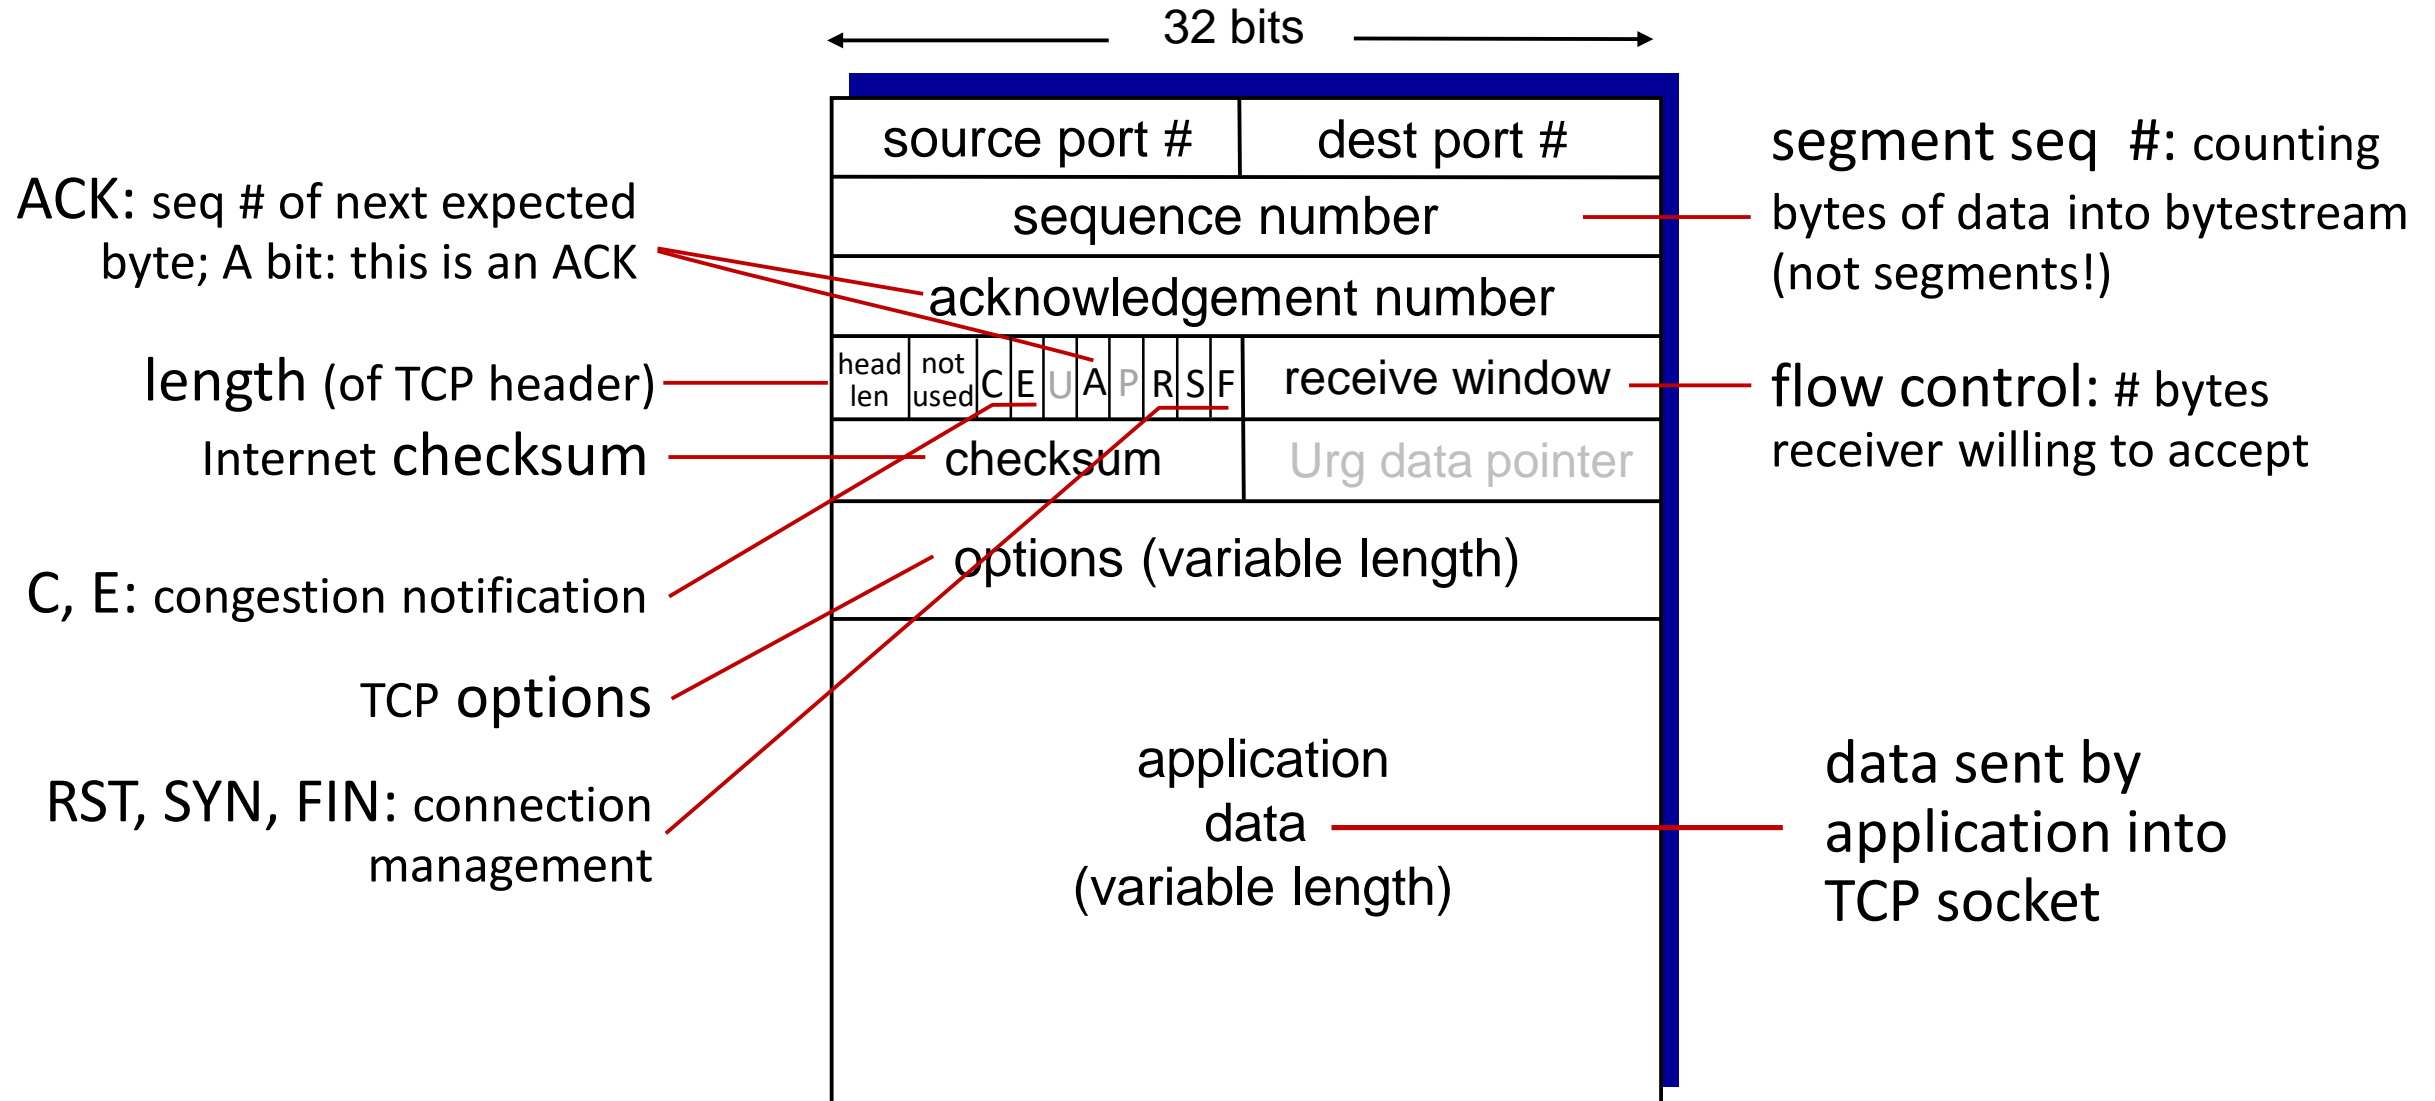 32 bits
source port #
dest port #
sequence number
acknowledgement number
head
len
not
used
C E U A P R S F
receive window
checksum
Urg data pointer
options (variable length)
application
data
(variable length)
ACK: seq # of next expected
byte; A bit: this is an ACK
length (of TCP header)
Internet checksum
C, E: congestion notification
TCP options
RST, SYN, FIN: connection
management
segment seq #: counting
bytes of data into bytestream
(not segments!)
flow control: # bytes
receiver willing to accept
data sent by
application into
TCP socket